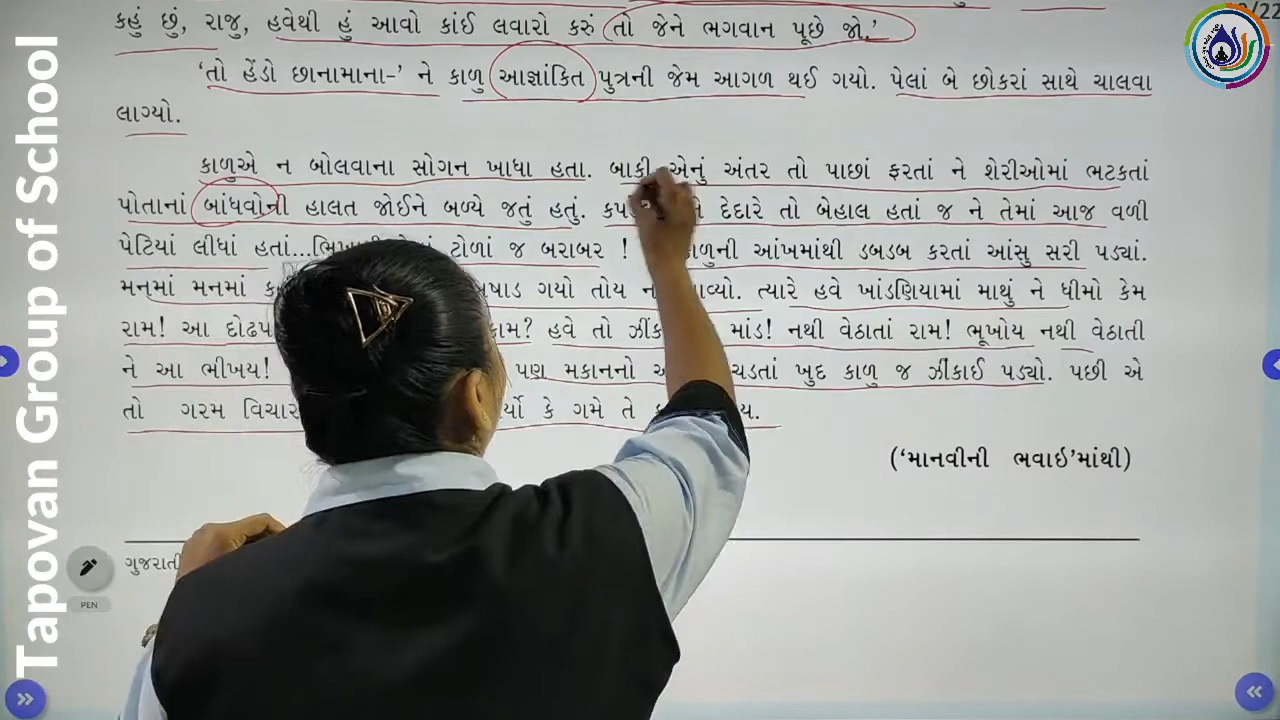 કહું છું, રાજુ, હવેથી હું આવો કાંઈ લવારો કરું તો જેને ભગવાન પૂછે જો.’
‘તો હેંડો છાનામાના-’ ને કાળુ આજ્ઞાંકિત પુત્રની જેમ આગળ થઈ ગયો. પેલાં બે છોકરાં સાથે ચાલવા
લાગ્યો.
કાળુએ ન બોલવાના સોગન ખાધા હતા. બાકી એનું અંતર તો પાછાં ફરતાં ને શેરીઓમાં ભટકતાં
પોતાનાં બાંધવોની હાલત જોઈને બળ્યે જતું હતું. દેદારે તો બેહાલ હતાં જ ને તેમાં આજ વળી
પેટિયાં લીધાં હતાં... ટોળાં જ બરાબર ! કાળુની આંખમાંથી ડબડબ કરતાં આંસુ સરી પડ્યાં.
મનમાં મનમાં ગયો તોય ત્યારે હવે ખાંડણિયામાં માથું ને ધીમો કેમ
રામ! આ હવે તો માંડ! નથી વેઠાતાં રામ! ભૂખોય નથી વેઠાતી
ને આ ભીખય! પણ મકાનનો ચડતાં ખુદ કાળુ જ ઝીંકાઈ પડ્યો. પછી એ
તો ગરમ કે ગમે તે
(‘માનવીની ભવાઈ’માંથી)
PEN
Tapovan Group of School